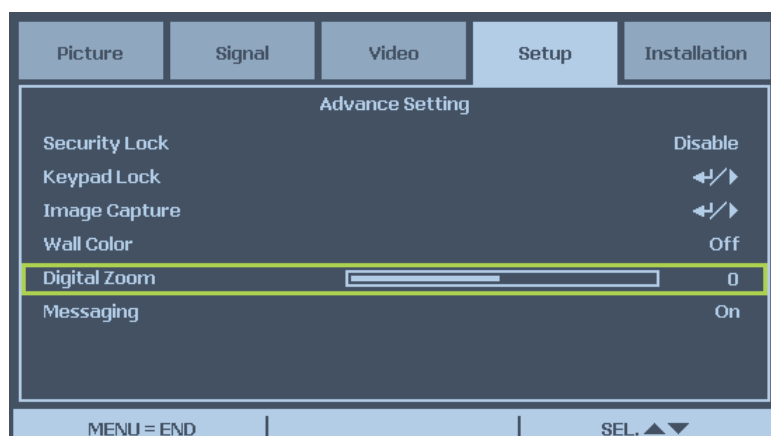 Picture Signal Video Setup Installation
Advance Setting
Security Lock Disable
Keypad Lock ↵/▶
Image Capture ↵/▶
Wall Color Off
Digital Zoom 0
Messaging On
MENU = END SEL. ▲▼